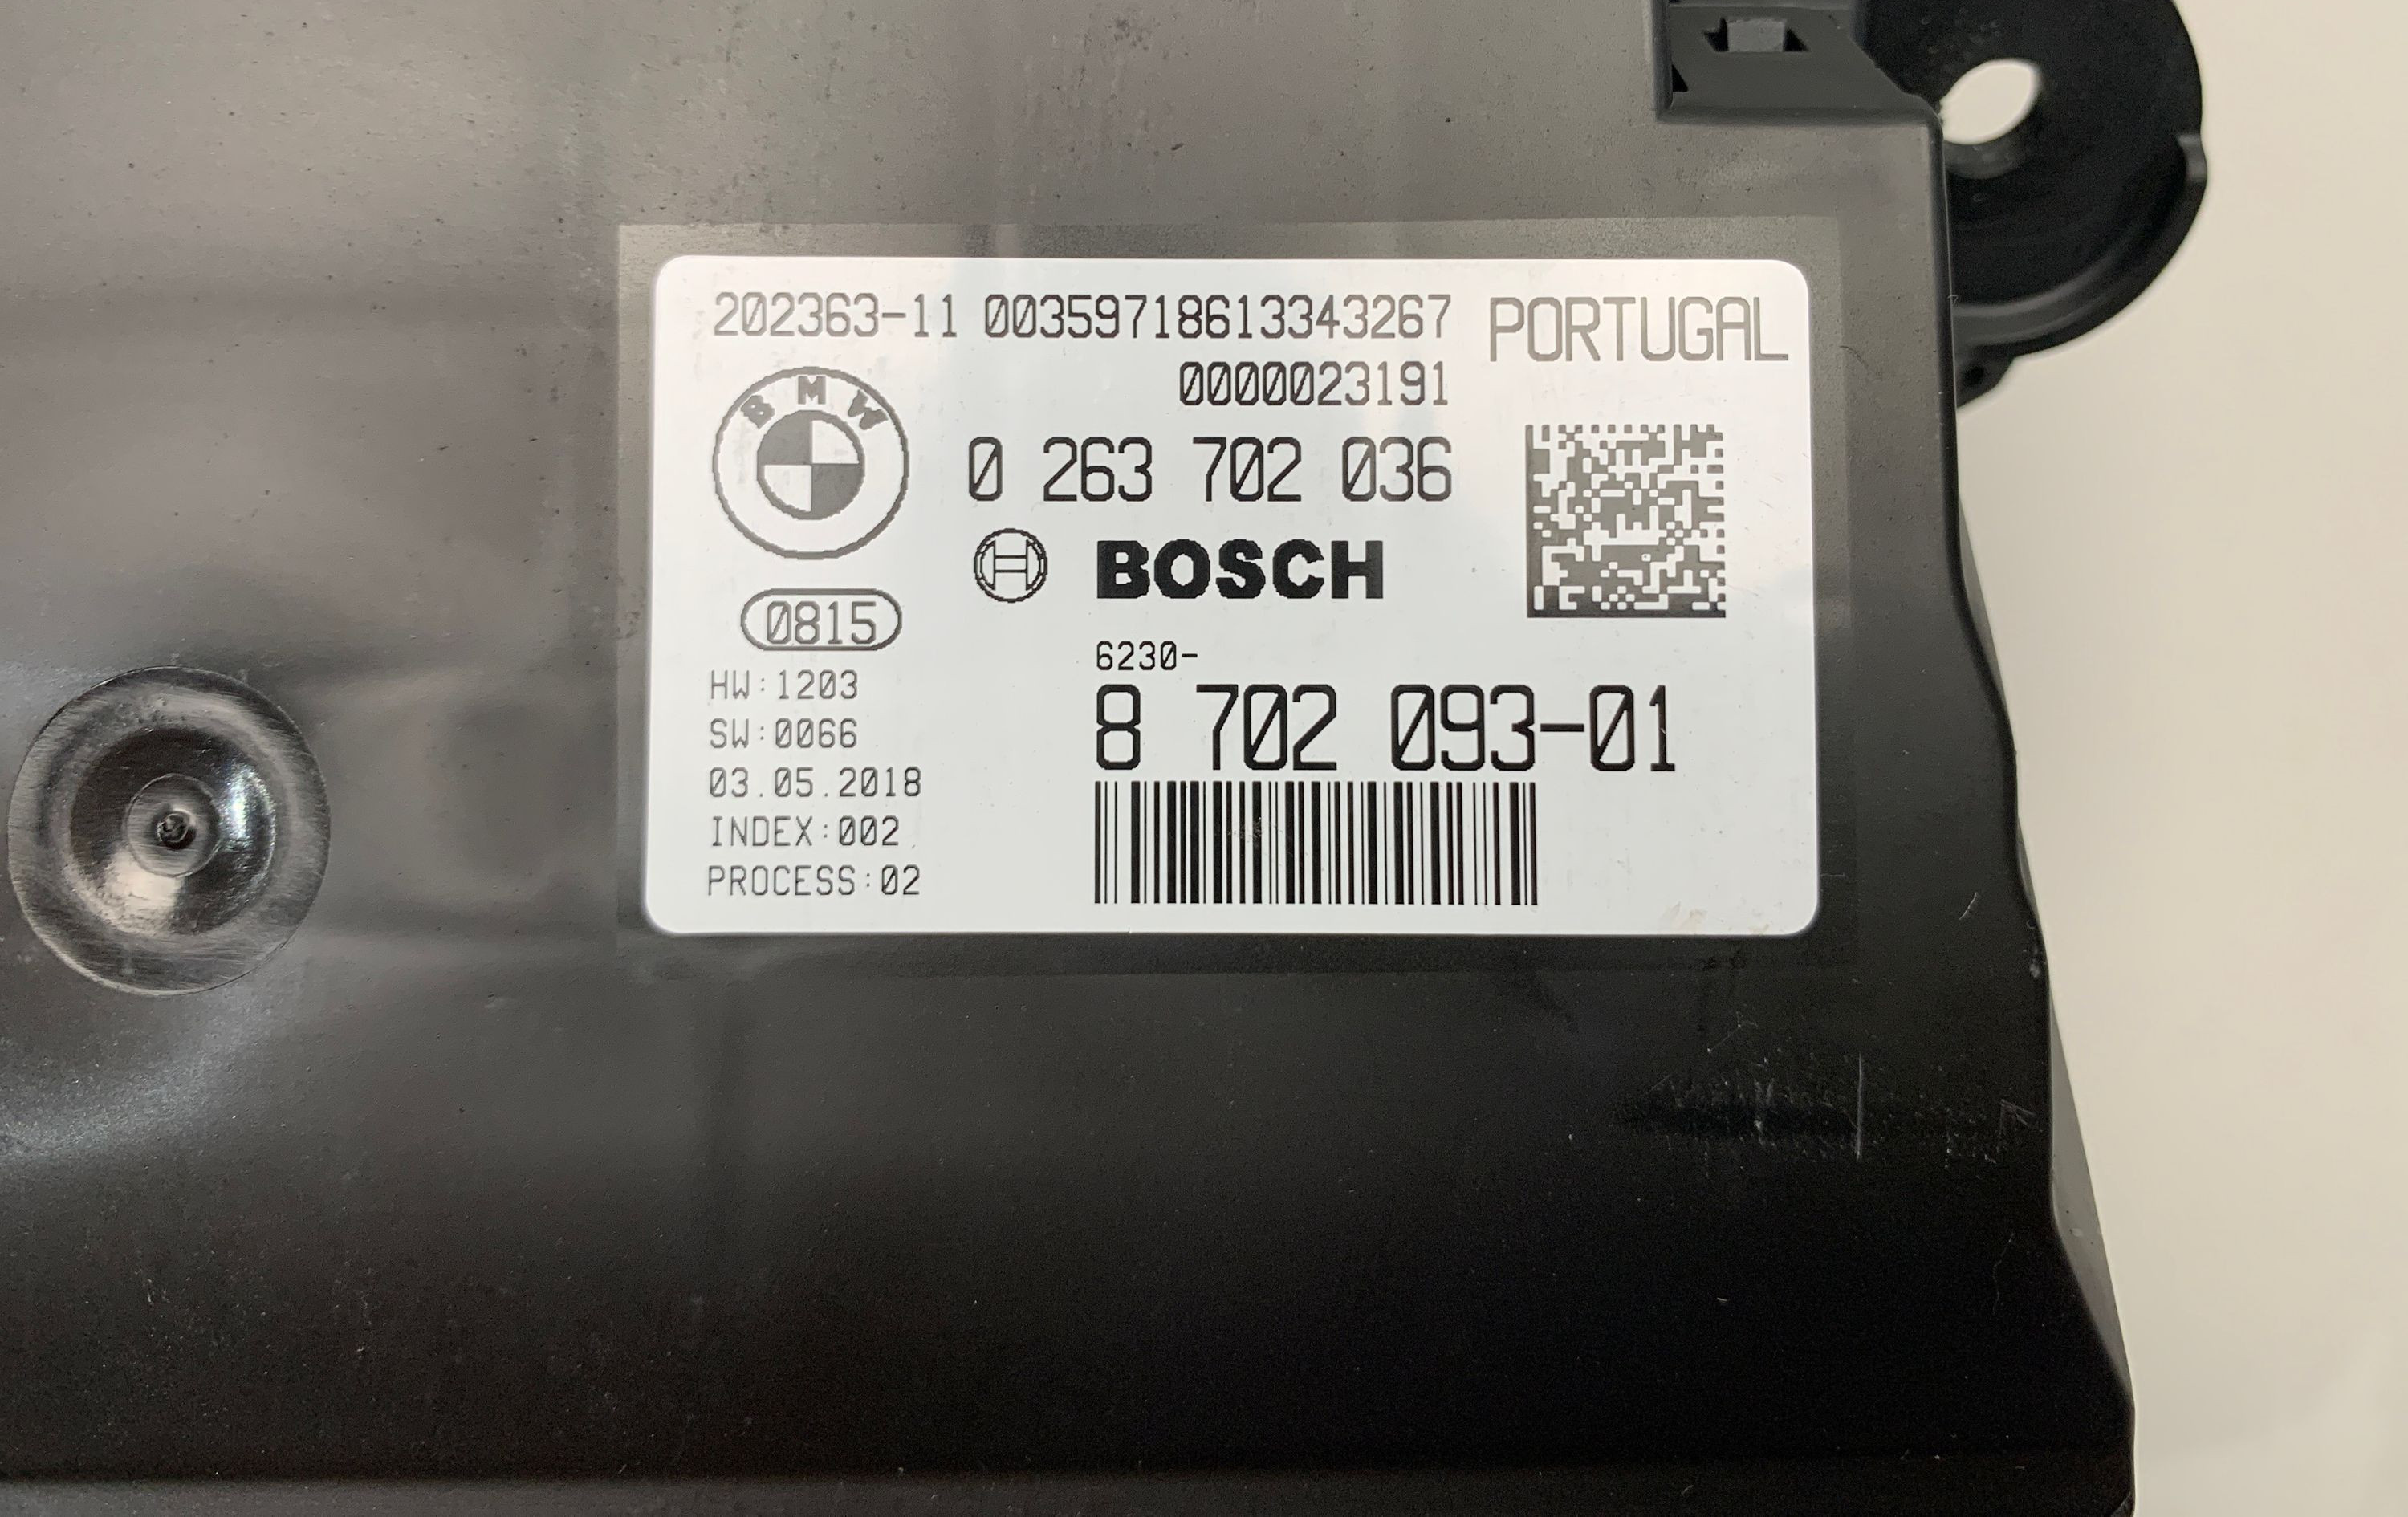 202363-11 00359718613343267 PORTUGAL
0000023191
BMW
0 263 702 036
BOSCH
0815
6230-
8 702 093-01
HW:1203
SW:0066
03.05.2018
INDEX:002
PROCESS:02